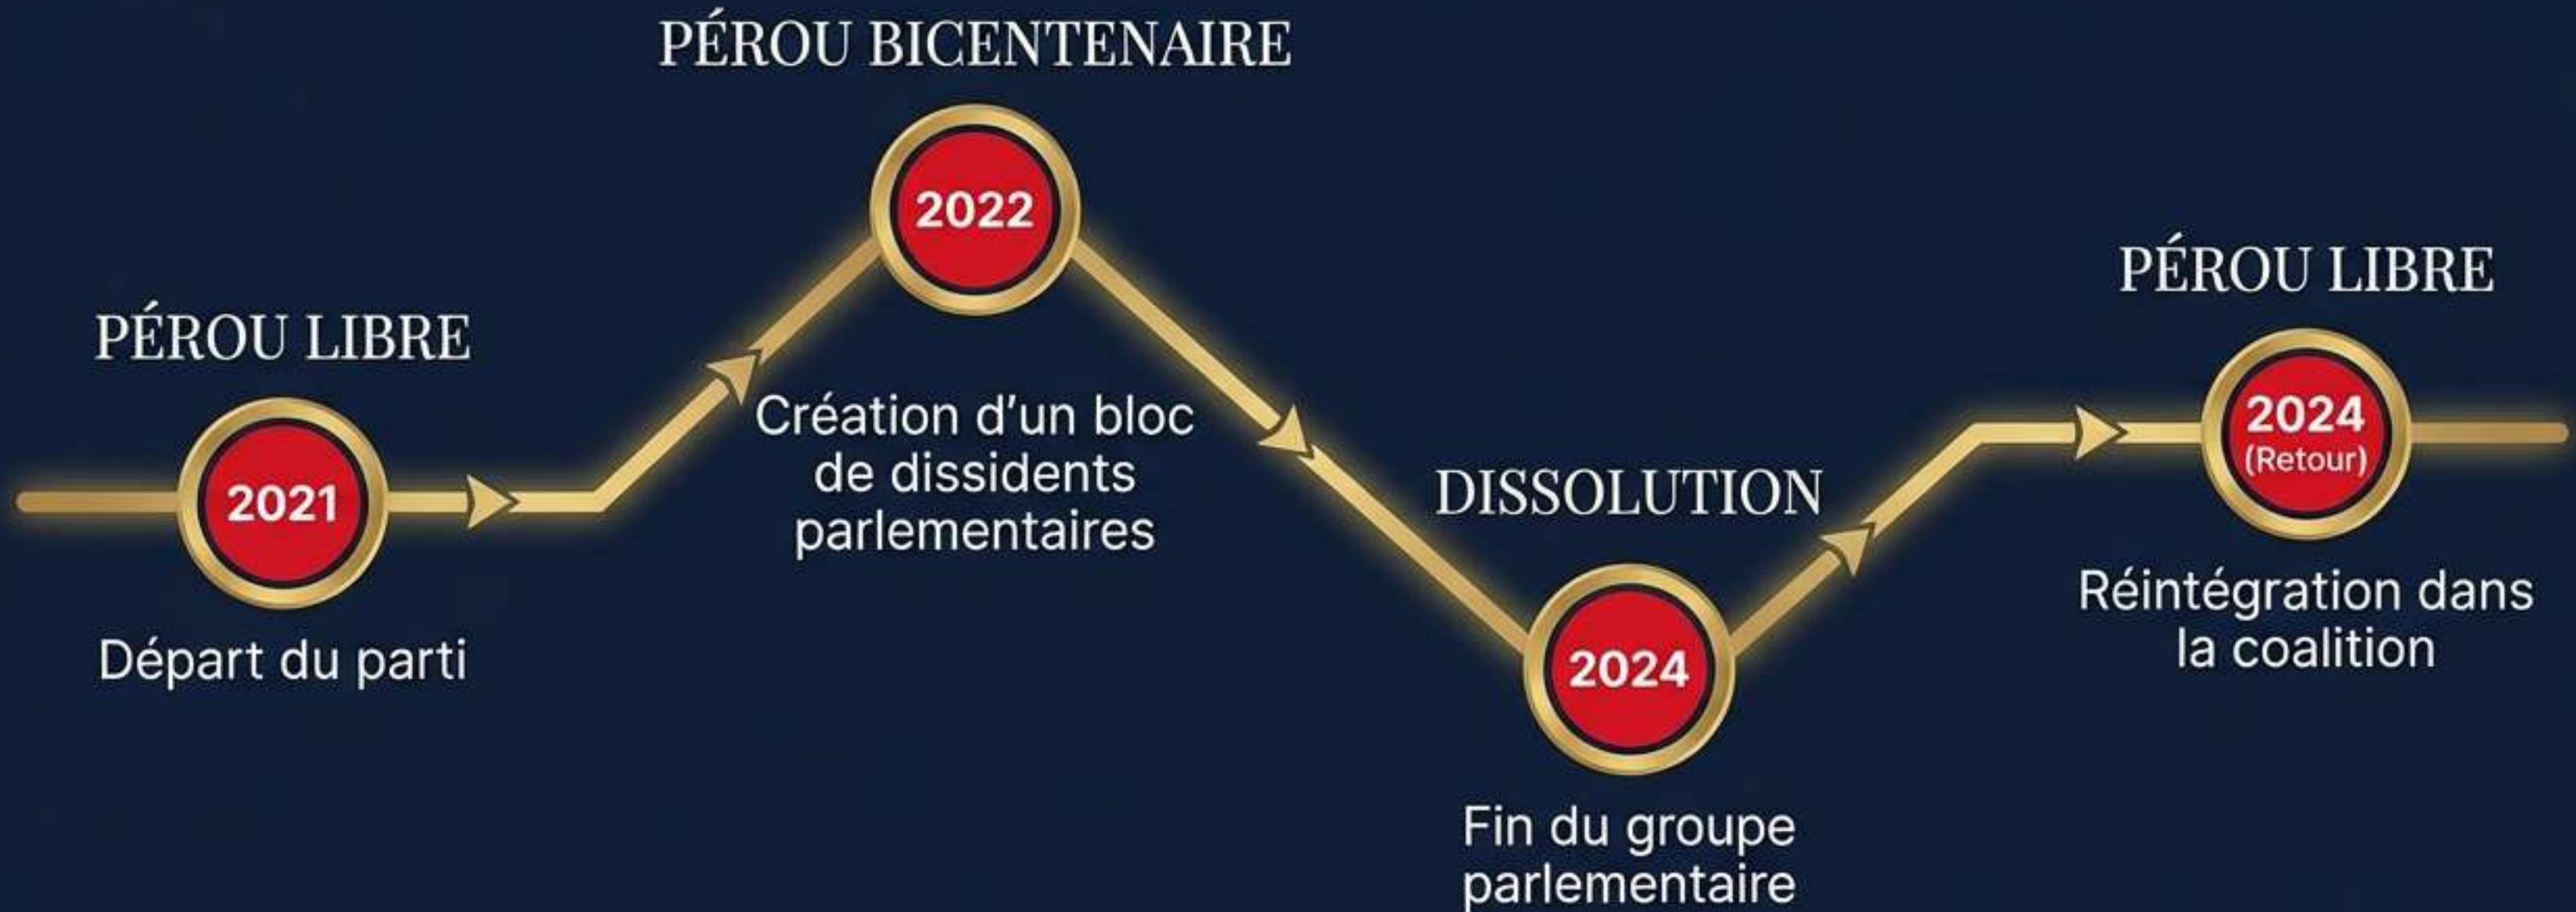 PÉROU LIBRE
2021
Départ du parti
PÉROU BICENTENAIRE
2022
Création d'un bloc
de dissidents
parlementaires
DISSOLUTION
2024
Fin du groupe
parlementaire
PÉROU LIBRE
2024
(Retour)
Réintégration dans
la coalition